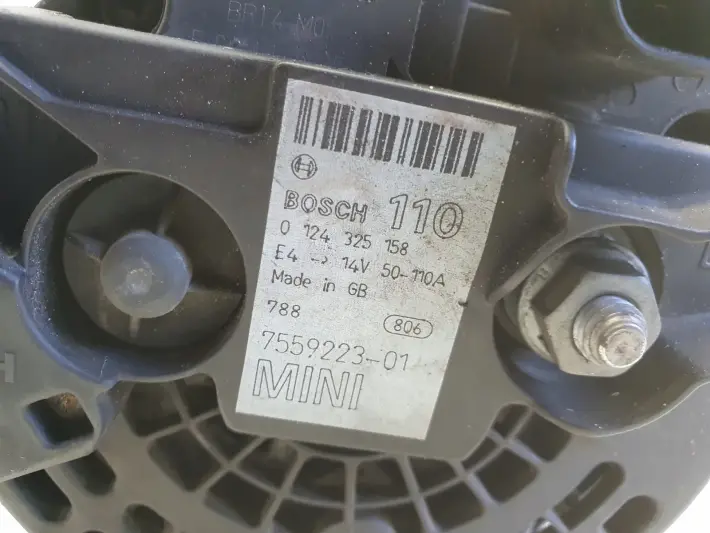 BR14 M0
BOSCH 110
0 124 325 158
E4 → 14V 50-110A
Made in GB
788 806
7559223-01
MINI
H